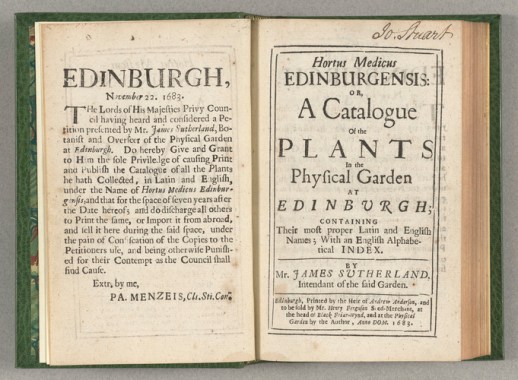 EDINBURGH,
November 22. 1683.
THe Lords of His Majesties Privy Coun-
cil having heard and considered a Pe-
tition presented by Mr. James Sutherland, Bo-
tanist and Overseer of the Physical Garden
at Edinburgh. Do hereby Give and Grant
to Him the sole Priviledge of causing Print
and Publish the Catalogue of all the Plants
he hath Collected, in Latin and English,
under the Name of Hortus Medicus Edinbur-
gensis, and that for the space of seven years after
the Date hereof; and do discharge all others
to Print the same, or Import it from abroad,
and sell it here during the said space, under
the pain of Confiscation of the Copies to the
Petitioners use, and being otherwise Punish-
ed for their Contempt as the Council shall
find Cause.
Extr, by me,
PA. MENZEIS, Cls. Sti. Con.
Jo. Stuart
Hortus Medicus
EDINBURGENSIS:
OR,
A Catalogue
Of the
PLANTS
In the
Physical Garden
AT
EDINBURGH;
CONTAINING
Their most proper Latin and English
Names; With an English Alphabe-
tical INDEX.
BY
Mr. JAMES SUTHERLAND,
Intendant of the said Garden.
Edinburgh, Printed by the Heir of Andrew Anderson, and
to be sold by Mr. Henry Ferguson Seed-Merchant, at
the head of Black Friar-Wynd, and at the Physical
Garden by the Author, Anno DOM. 1683.